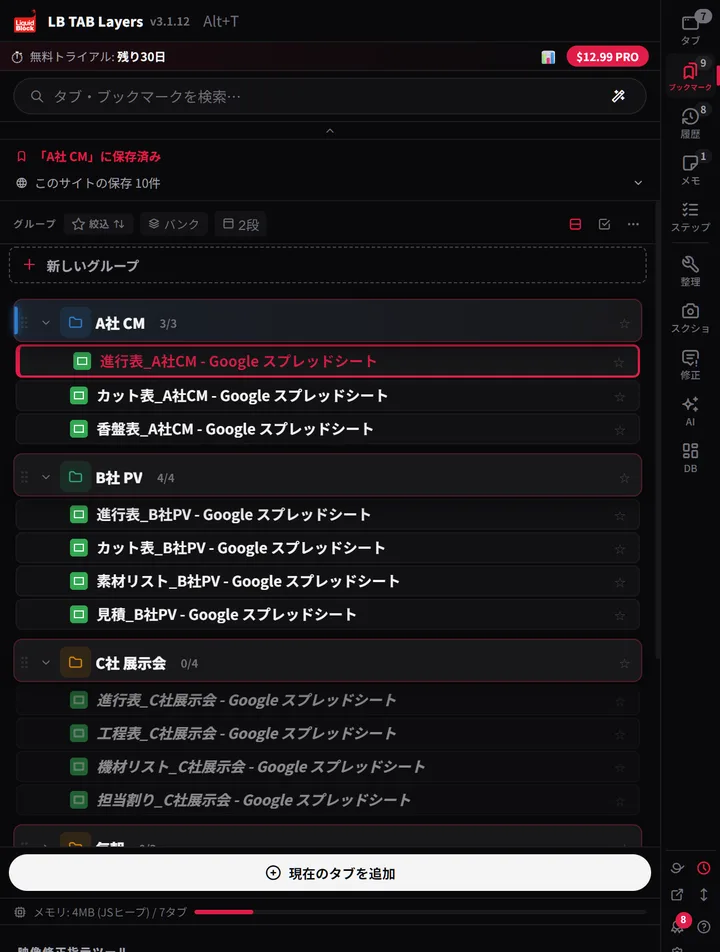 Liquid Block
LB TAB Layers v3.1.12 Alt+T
無料トライアル: 残り30日
$12.99 PRO
タブ・ブックマークを検索…
「A社 CM」に保存済み
このサイトの保存 10件
グループ 絞込 バンク 2段
新しいグループ
A社 CM 3/3
進行表_A社CM - Google スプレッドシート
カット表_A社CM - Google スプレッドシート
香盤表_A社CM - Google スプレッドシート
B社 PV 4/4
進行表_B社PV - Google スプレッドシート
カット表_B社PV - Google スプレッドシート
素材リスト_B社PV - Google スプレッドシート
見積_B社PV - Google スプレッドシート
C社 展示会 0/4
進行表_C社展示会 - Google スプレッドシート
工程表_C社展示会 - Google スプレッドシート
機材リスト_C社展示会 - Google スプレッドシート
担当割り_C社展示会 - Google スプレッドシート
現在のタブを追加
メモリ: 4MB (JSヒープ) / 7タブ
7
タブ
9
ブックマーク
8
履歴
1
メモ
ステップ
整理
スクショ
修正
AI
DB
8